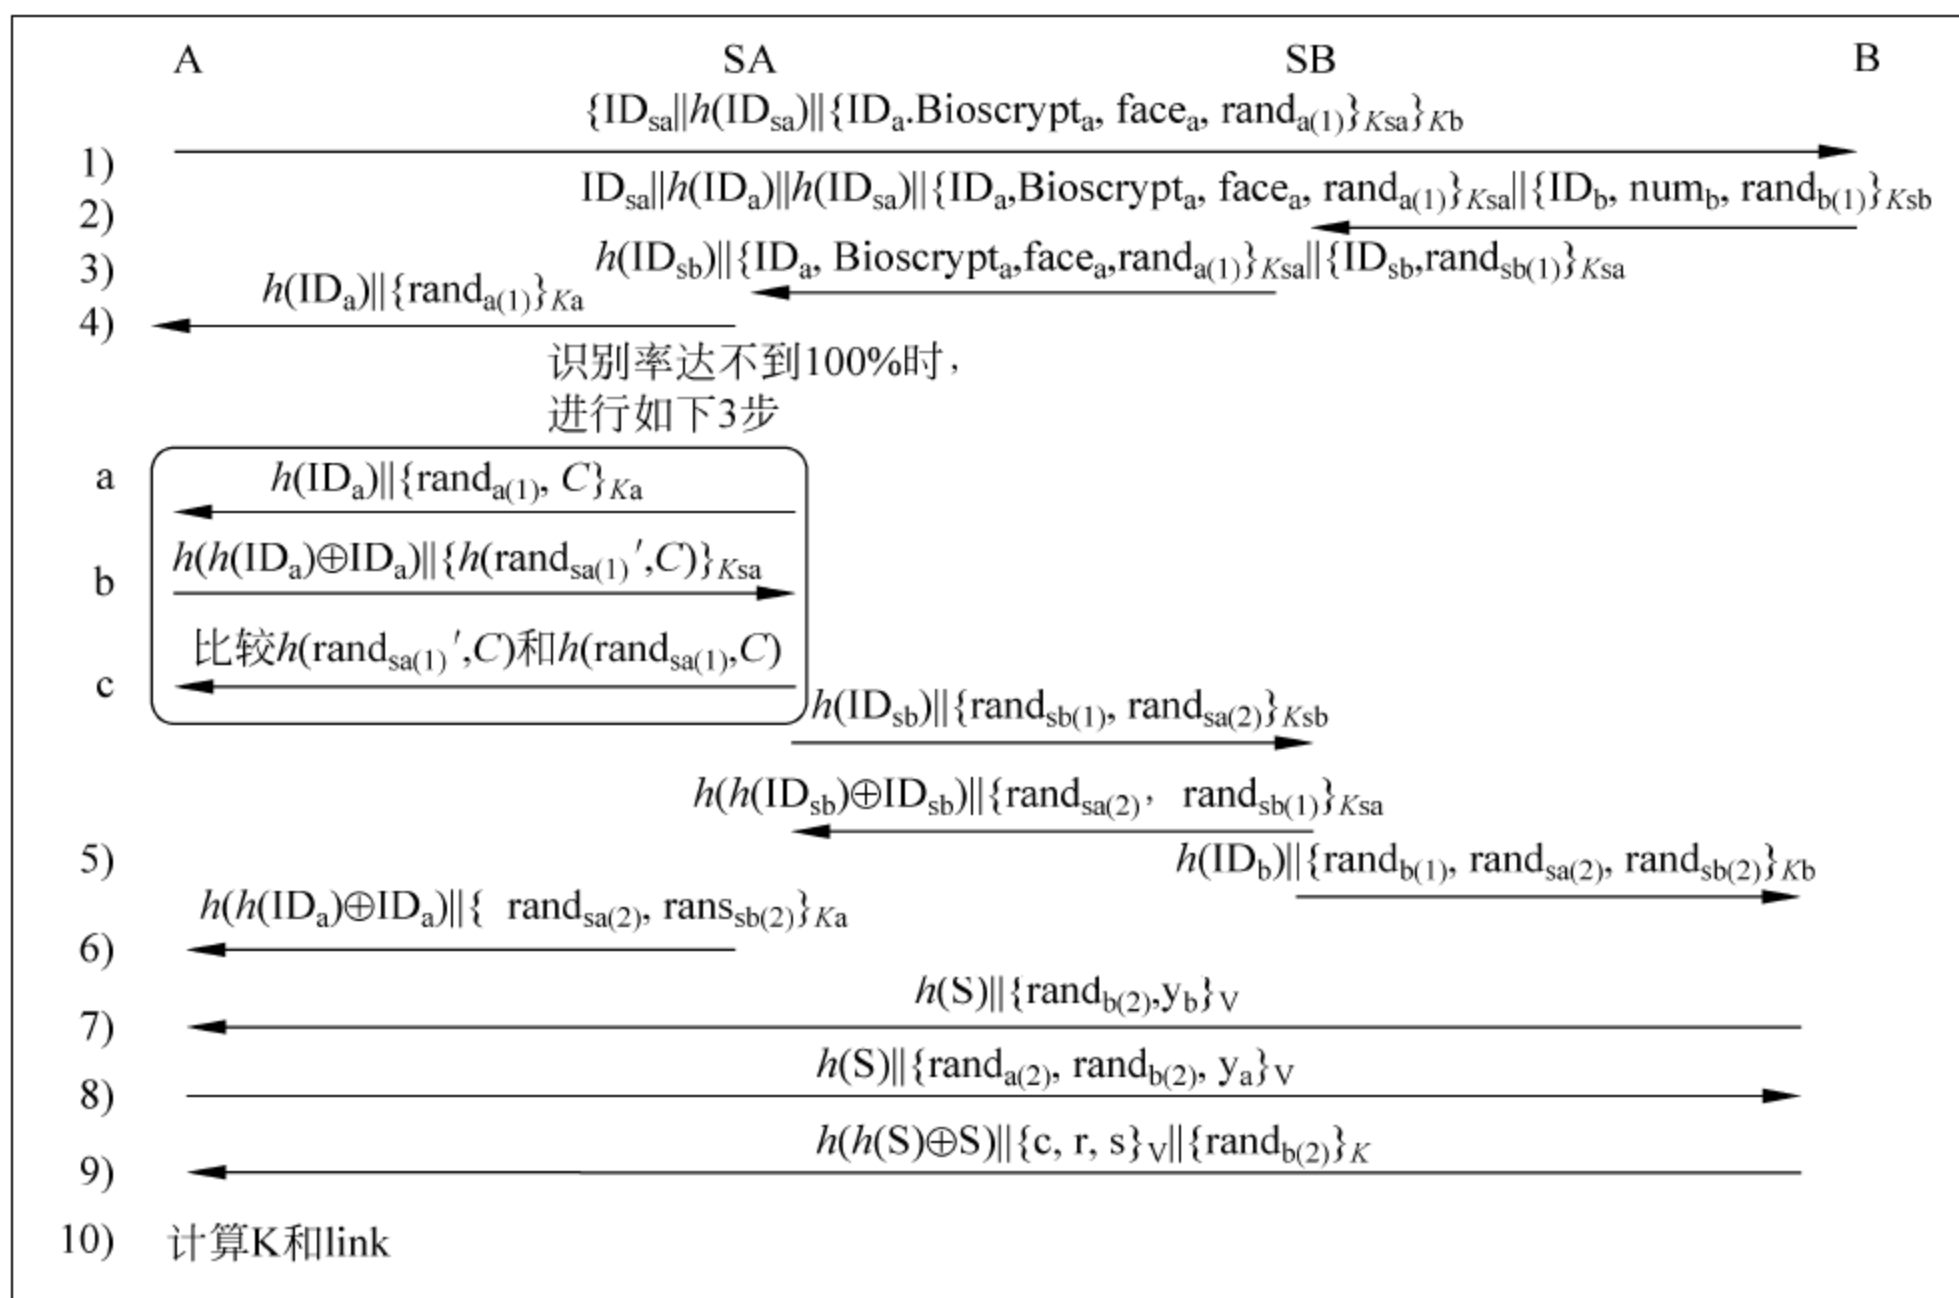 A SA SB B
{IDsa||h(IDsa)||{IDa.Bioscrypta, facea, randa(1)}Ksa}Kb
1)
IDsa||h(IDa)||h(IDsa)||{IDa,Bioscrypta, facea, randa(1)}Ksa||{IDb, numb, randb(1)}Ksb
2)
h(IDsb)||{IDa, Bioscrypta,facea,randa(1)}Ksa||{IDsb,randsb(1)}Ksa
3)
h(IDa)||{randa(1)}Ka
4)
识别率达不到100%时，
进行如下3步
a h(IDa)||{randa(1), C}Ka
b h(h(IDa)⊕IDa)||{h(randsa(1)′,C)}Ksa
比较h(randsa(1)′,C)和h(randsa(1),C)
c
h(IDsb)||{randsb(1), randsa(2)}Ksb
h(h(IDsb)⊕IDsb)||{randsa(2)， randsb(1)}Ksa
5) h(IDb)||{randb(1), randsa(2), randsb(2)}Kb
h(h(IDa)⊕IDa)||{ randsa(2), ranssb(2)}Ka
6)
h(S)||{randb(2),yb}V
7)
h(S)||{randa(2), randb(2), ya}V
8)
h(h(S)⊕S)||{c, r, s}V||{randb(2)}K
9)
10) 计算K和link